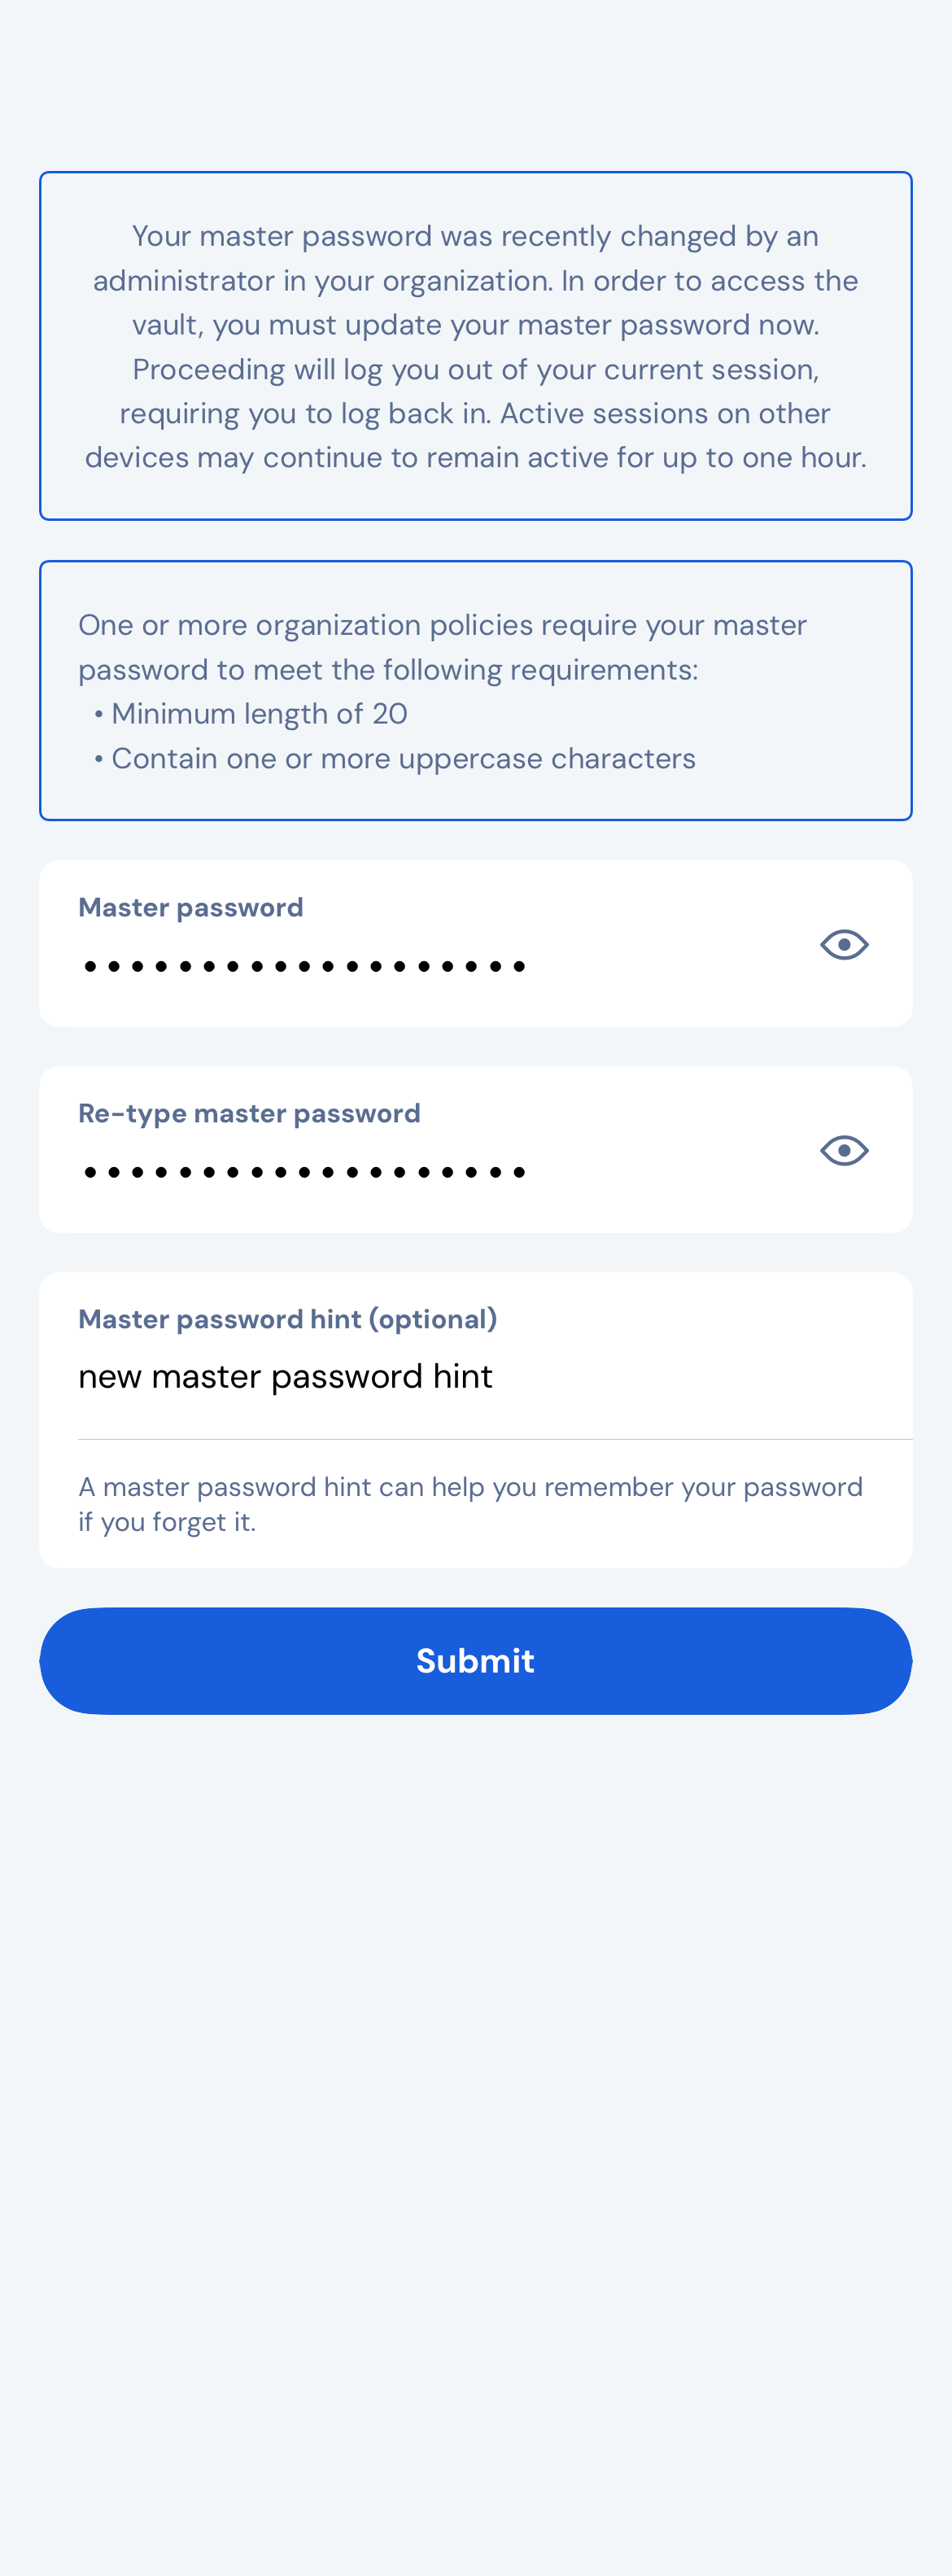 Your master password was recently changed by an
administrator in your organization. In order to access the
vault, you must update your master password now.
Proceeding will log you out of your current session,
requiring you to log back in. Active sessions on other
devices may continue to remain active for up to one hour.
One or more organization policies require your master
password to meet the following requirements:
• Minimum length of 20
• Contain one or more uppercase characters
Master password
•••••••••••••••••••
Re-type master password
•••••••••••••••••••
Master password hint (optional)
new master password hint
A master password hint can help you remember your password
if you forget it.
Submit